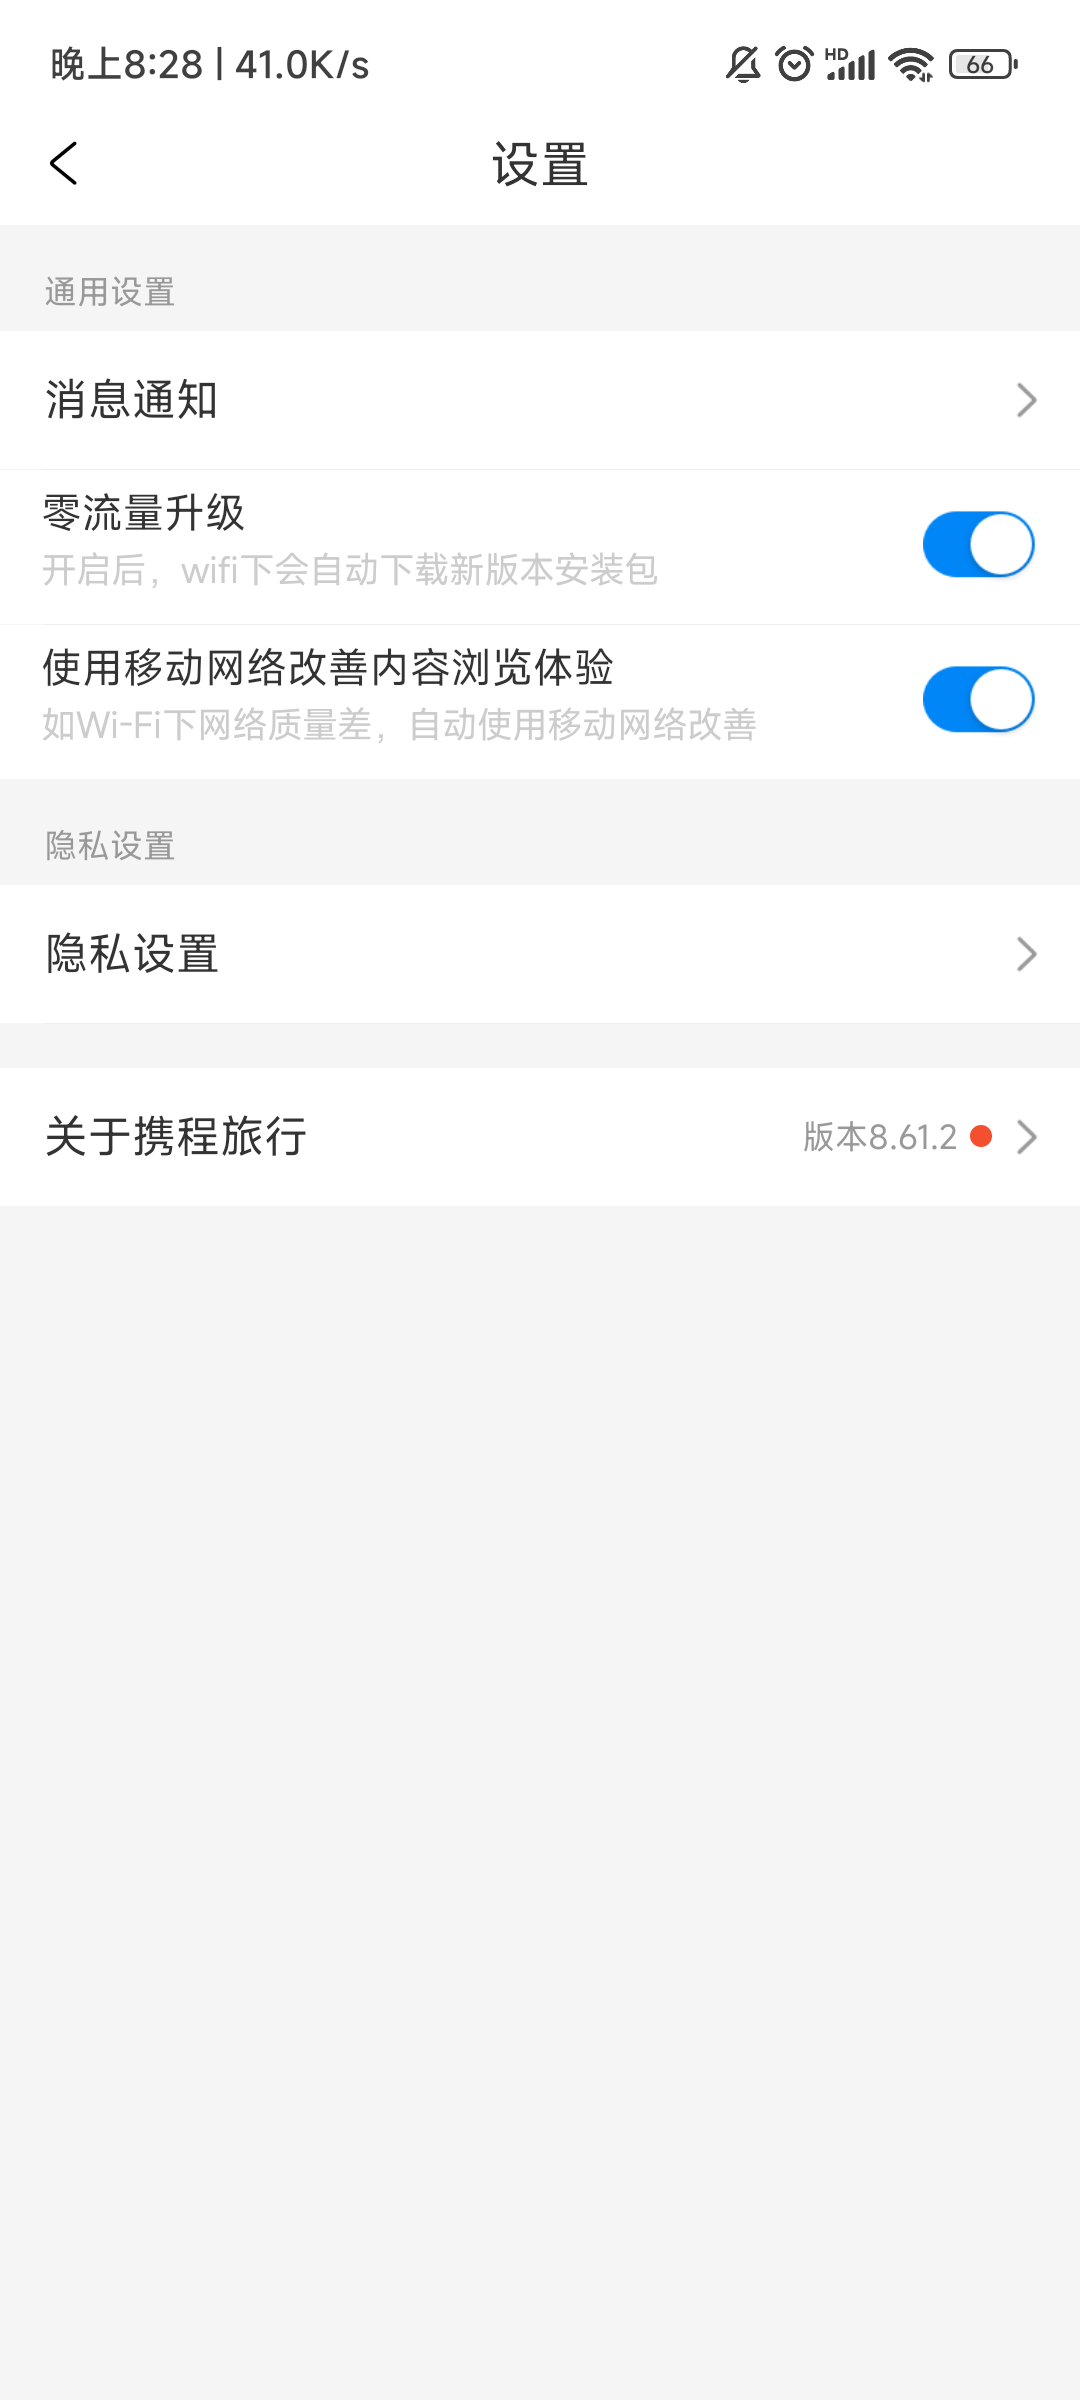 晚上8:28 | 41.0K/s HD 66
设置
通用设置
消息通知
零流量升级
开启后，wifi下会自动下载新版本安装包
使用移动网络改善内容浏览体验
如Wi-Fi下网络质量差，自动使用移动网络改善
隐私设置
隐私设置
关于携程旅行 版本8.61.2